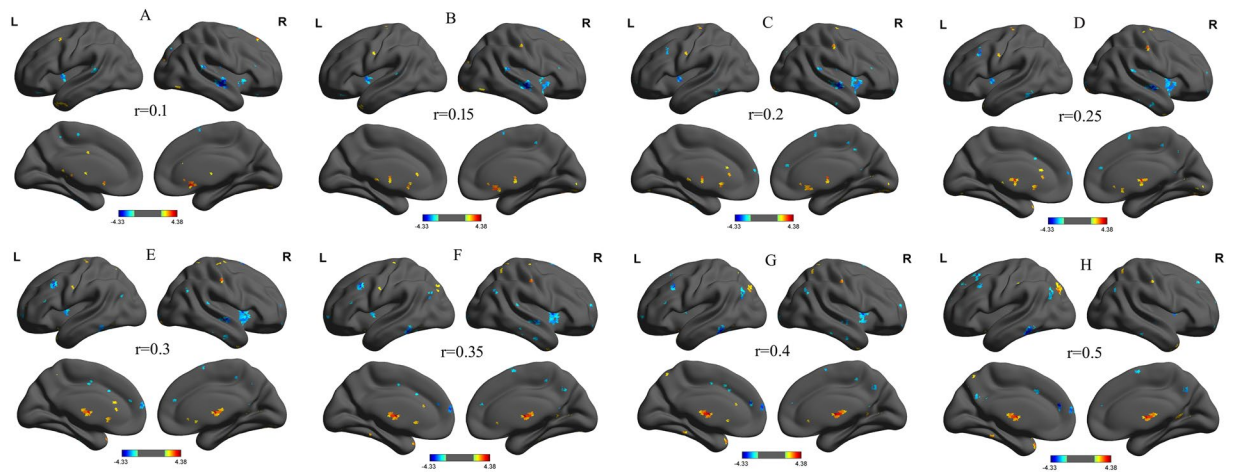 L A R
r=0.1
-4.33 4.38
L B R
r=0.15
-4.33 4.38
L C R
r=0.2
-4.33 4.38
L D R
r=0.25
-4.33 4.38
L E R
r=0.3
-4.33 4.38
L F R
r=0.35
-4.33 4.38
L G R
r=0.4
-4.33 4.38
L H R
r=0.5
-4.33 4.38